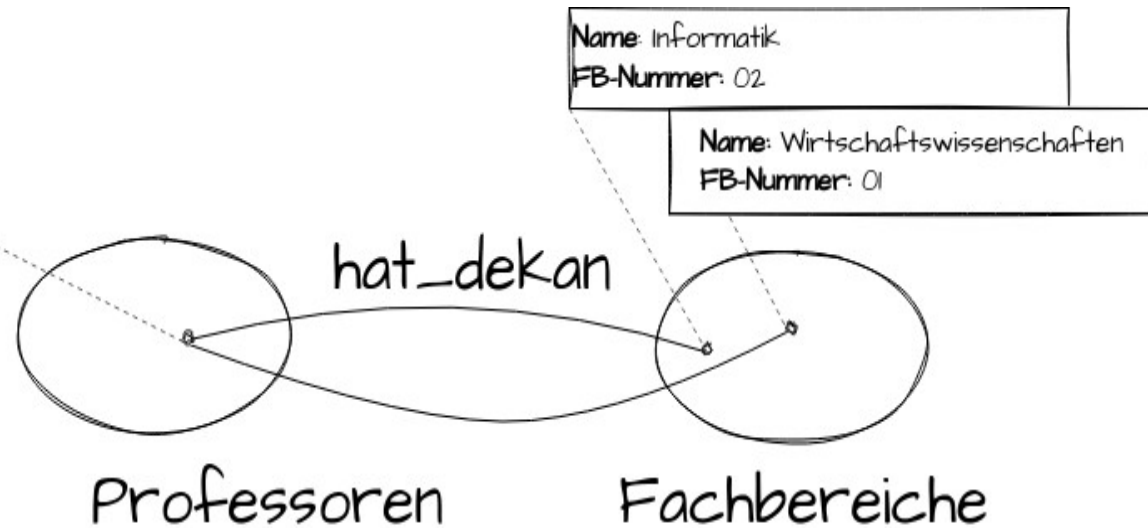 Name: Informatik
FB-Nummer: 02
Name: Wirtschaftswissenschaften
FB-Nummer: 01
hat_dekan
Professoren
Fachbereiche